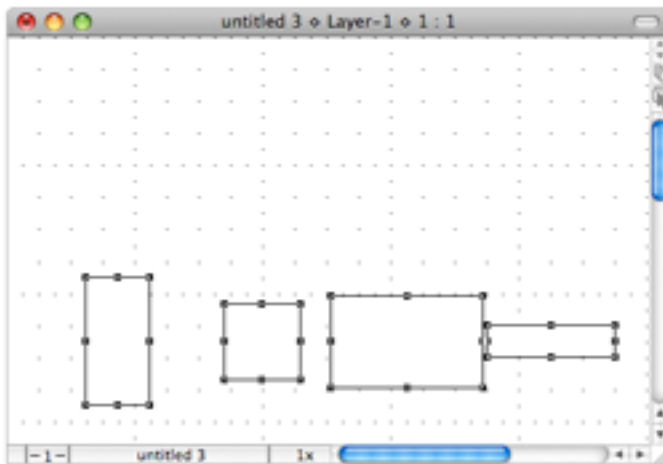 untitled 3 ⋄ Layer-1 ⋄ 1 : 1
|−1−| untitled 3 1x